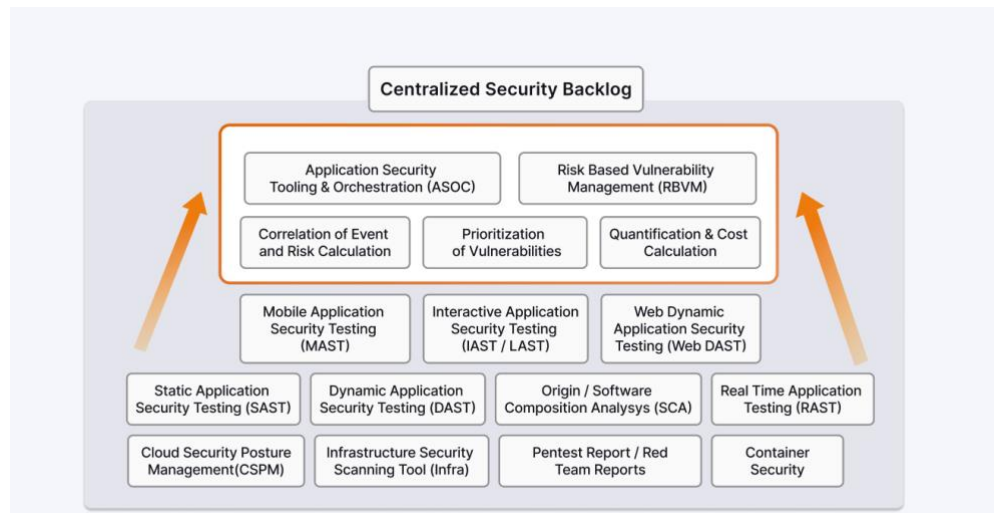 Centralized Security Backlog
Application Security
Tooling & Orchestration (ASOC)
Risk Based Vulnerability
Management (RBVM)
Correlation of Event
and Risk Calculation
Prioritization
of Vulnerabilities
Quantification & Cost
Calculation
Mobile Application
Security Testing
(MAST)
Interactive Application
Security Testing
(IAST / LAST)
Web Dynamic
Application Security
Testing (Web DAST)
Static Application
Security Testing (SAST)
Dynamic Application
Security Testing (DAST)
Origin / Software
Composition Analysys (SCA)
Real Time Application
Testing (RAST)
Cloud Security Posture
Management(CSPM)
Infrastructure Security
Scanning Tool (Infra)
Pentest Report / Red
Team Reports
Container
Security